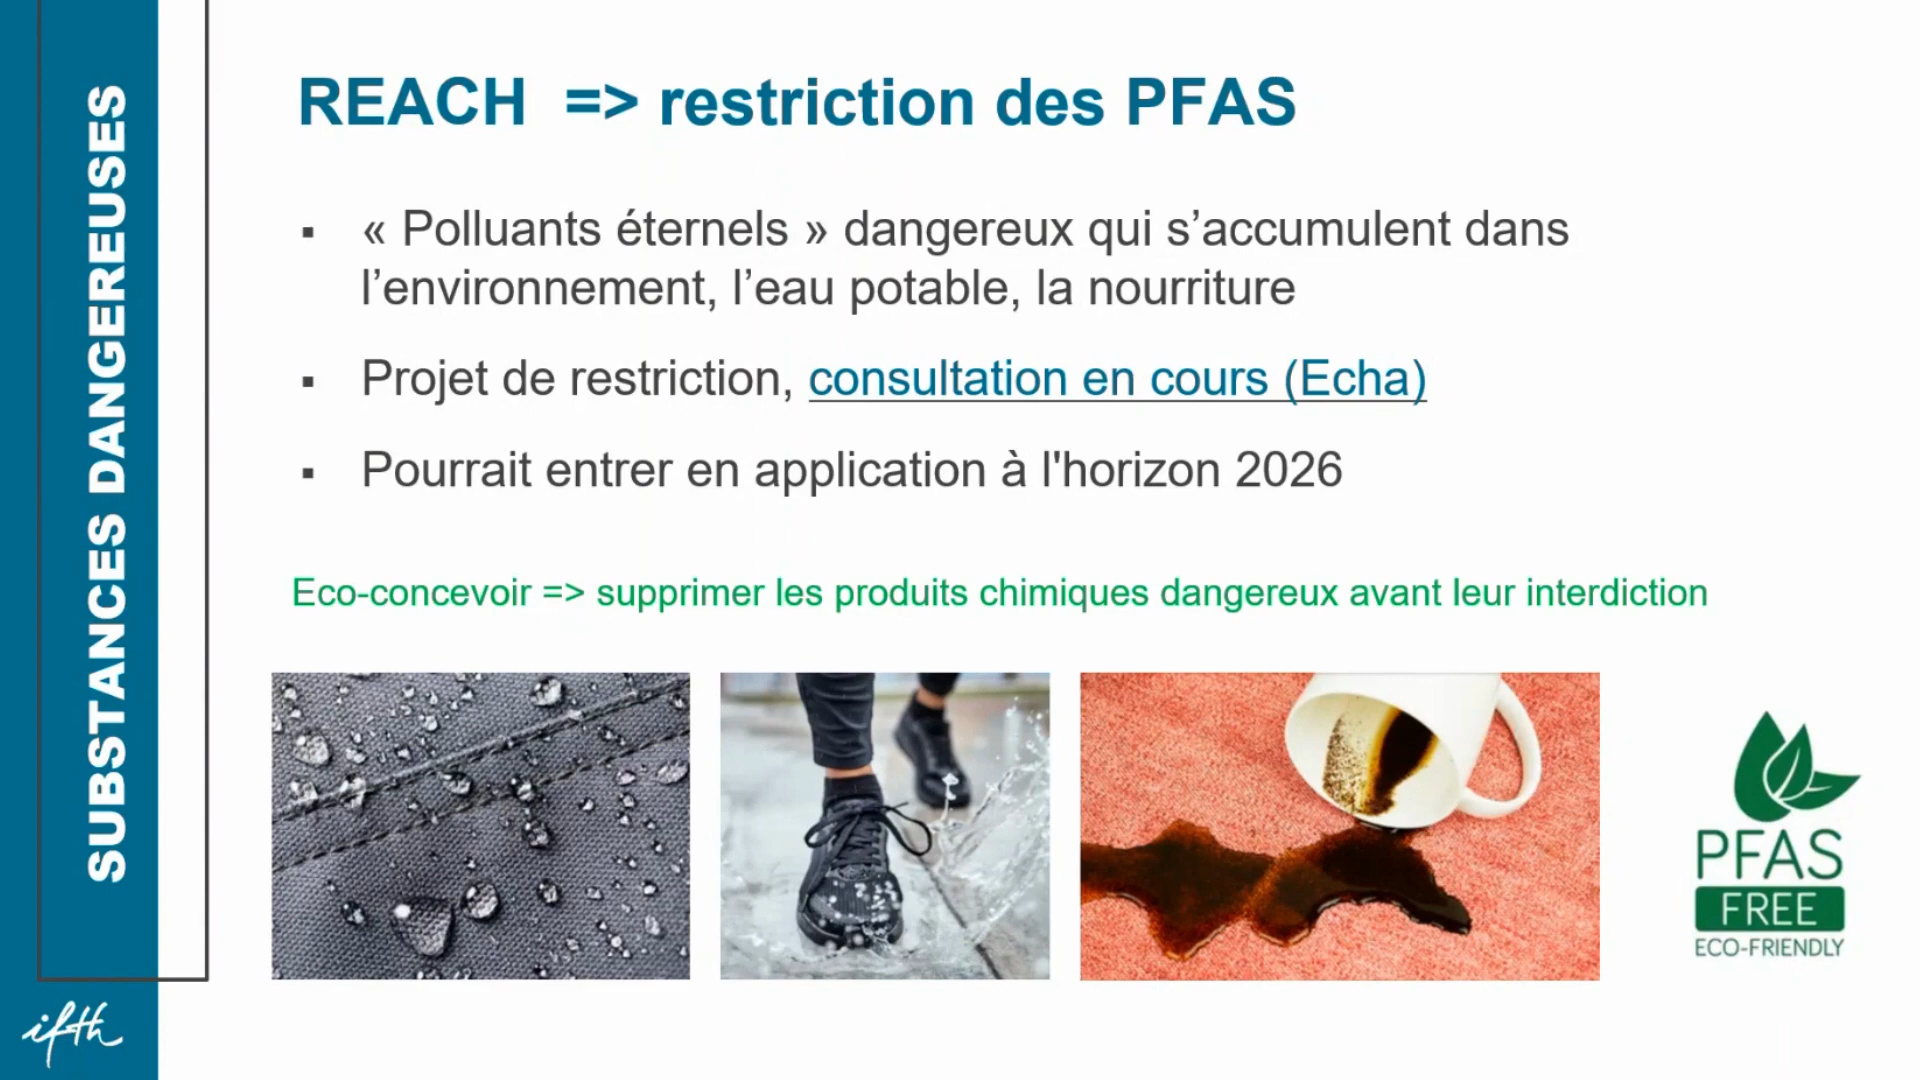 SUBSTANCES DANGEREUSES
REACH => restriction des PFAS
▪ « Polluants éternels » dangereux qui s’accumulent dans
l’environnement, l’eau potable, la nourriture
▪ Projet de restriction, consultation en cours (Echa)
▪ Pourrait entrer en application à l'horizon 2026
Eco-concevoir => supprimer les produits chimiques dangereux avant leur interdiction
PFAS
FREE
ECO-FRIENDLY
ifth